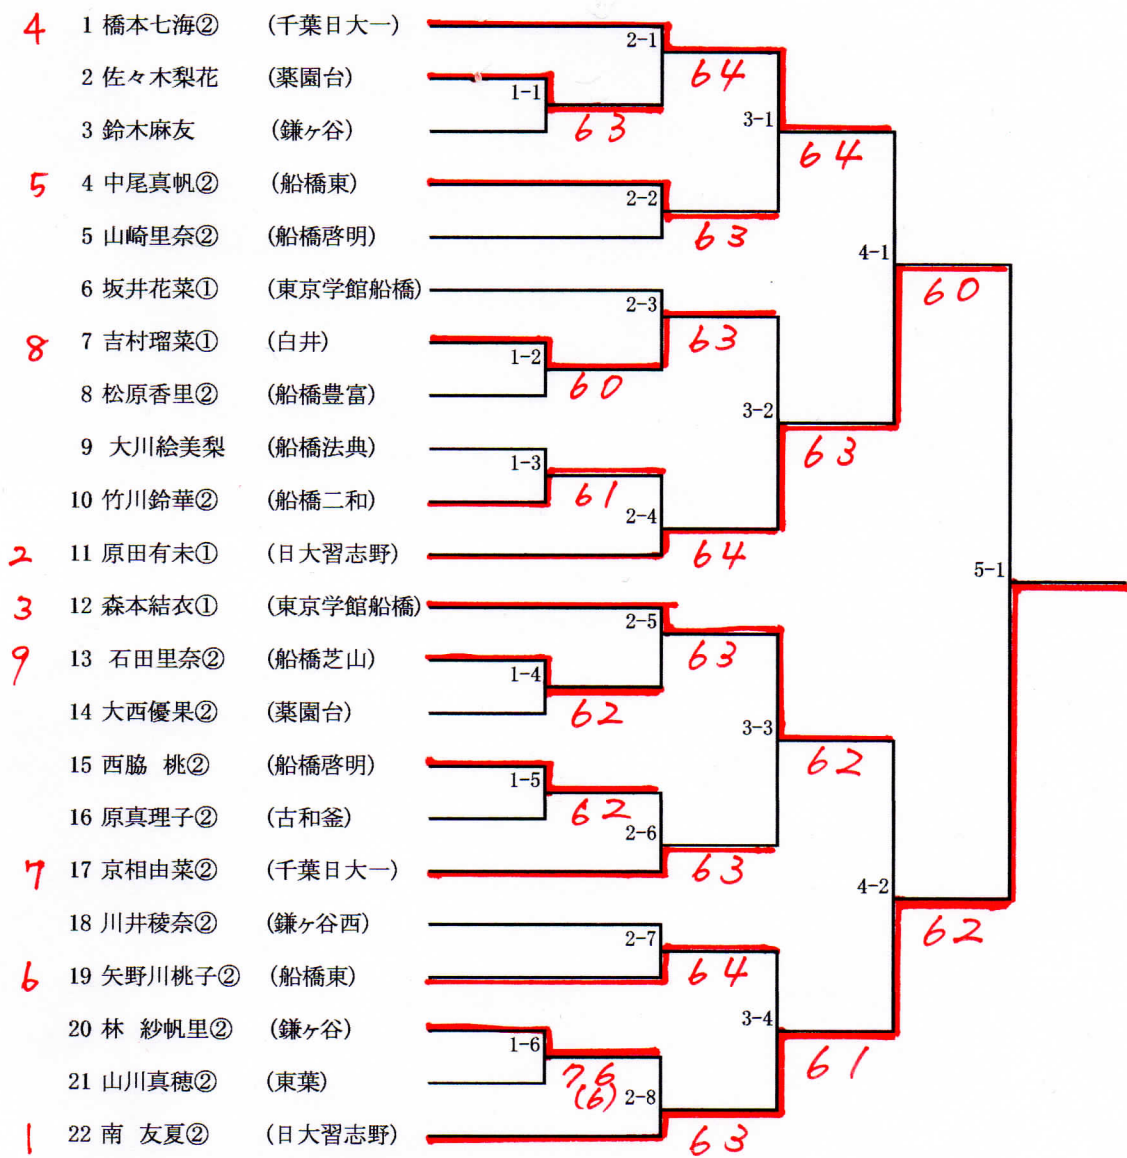 4 1 橋本七海② (千葉日大一)
2-1
64
2 佐々木梨花 (薬園台)
1-1
63
3-1
3 鈴木麻友 (鎌ヶ谷)
64
5 4 中尾真帆② (船橋東)
2-2
63
5 山崎里奈② (船橋啓明)
4-1
60
6 坂井花菜① (東京学館船橋)
2-3
63
8 7 吉村瑠菜① (白井)
1-2
60
8 松原香里② (船橋豊富)
3-2
63
9 大川絵美梨 (船橋法典)
1-3
61
10 竹川鈴華② (船橋二和)
2-4
64
2 11 原田有未① (日大習志野)
5-1
3 12 森本結衣① (東京学館船橋)
2-5
63
9 13 石田里奈② (船橋芝山)
1-4
62
14 大西優果② (薬園台)
3-3
62
15 西脇 桃② (船橋啓明)
1-5
62
16 原真理子② (古和釜)
2-6
63
7 17 京相由菜② (千葉日大一)
4-2
62
18 川井稜奈② (鎌ヶ谷西)
2-7
64
6 19 矢野川桃子② (船橋東)
3-4
61
20 林 紗帆里② (鎌ヶ谷)
1-6
76
(6)
21 山川真穂② (東葉)
2-8
63
1 22 南 友夏② (日大習志野)